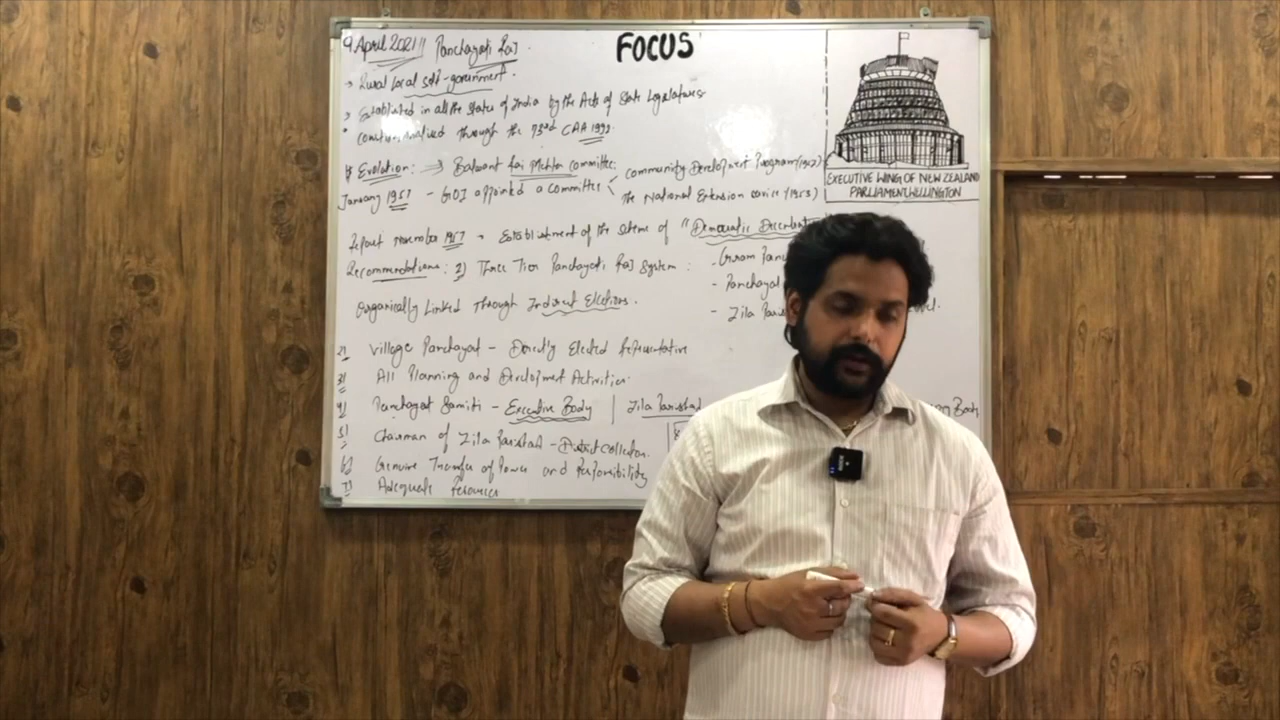 9 April 2021 || Panchayati Raj.
FOCUS
→ Rural local self-government.
→ Established in all the States of India by the Acts of State Legislatures
• through the 73rd CAA 1992
Evolution: ⇒ Balwant Rai Mehta Committee:
Community Development Program (1952)
January 1957 - GOI appointed a Committee
the National Extension Service (1953)
EXECUTIVE WING OF NEW ZEALAND
PARLIAMENT, WELLINGTON
Report November 1957 - Establishment of the scheme of "Democratic
Recommendations: 1) Three Tier Panchayati Raj System:
- Gram
- Panchayat
- Zila
Organically Linked Through Indirect Elections.
2) Village Panchayat - Directly Elected Representative
3) All Planning and Development Activities.
4) Panchayat Samiti - Executive Body | Zila Parishad
Body
5) Chairman of Zila Parishad - District Collector.
6) Genuine Transfer of Power and Responsibility
7) Adequate Resources